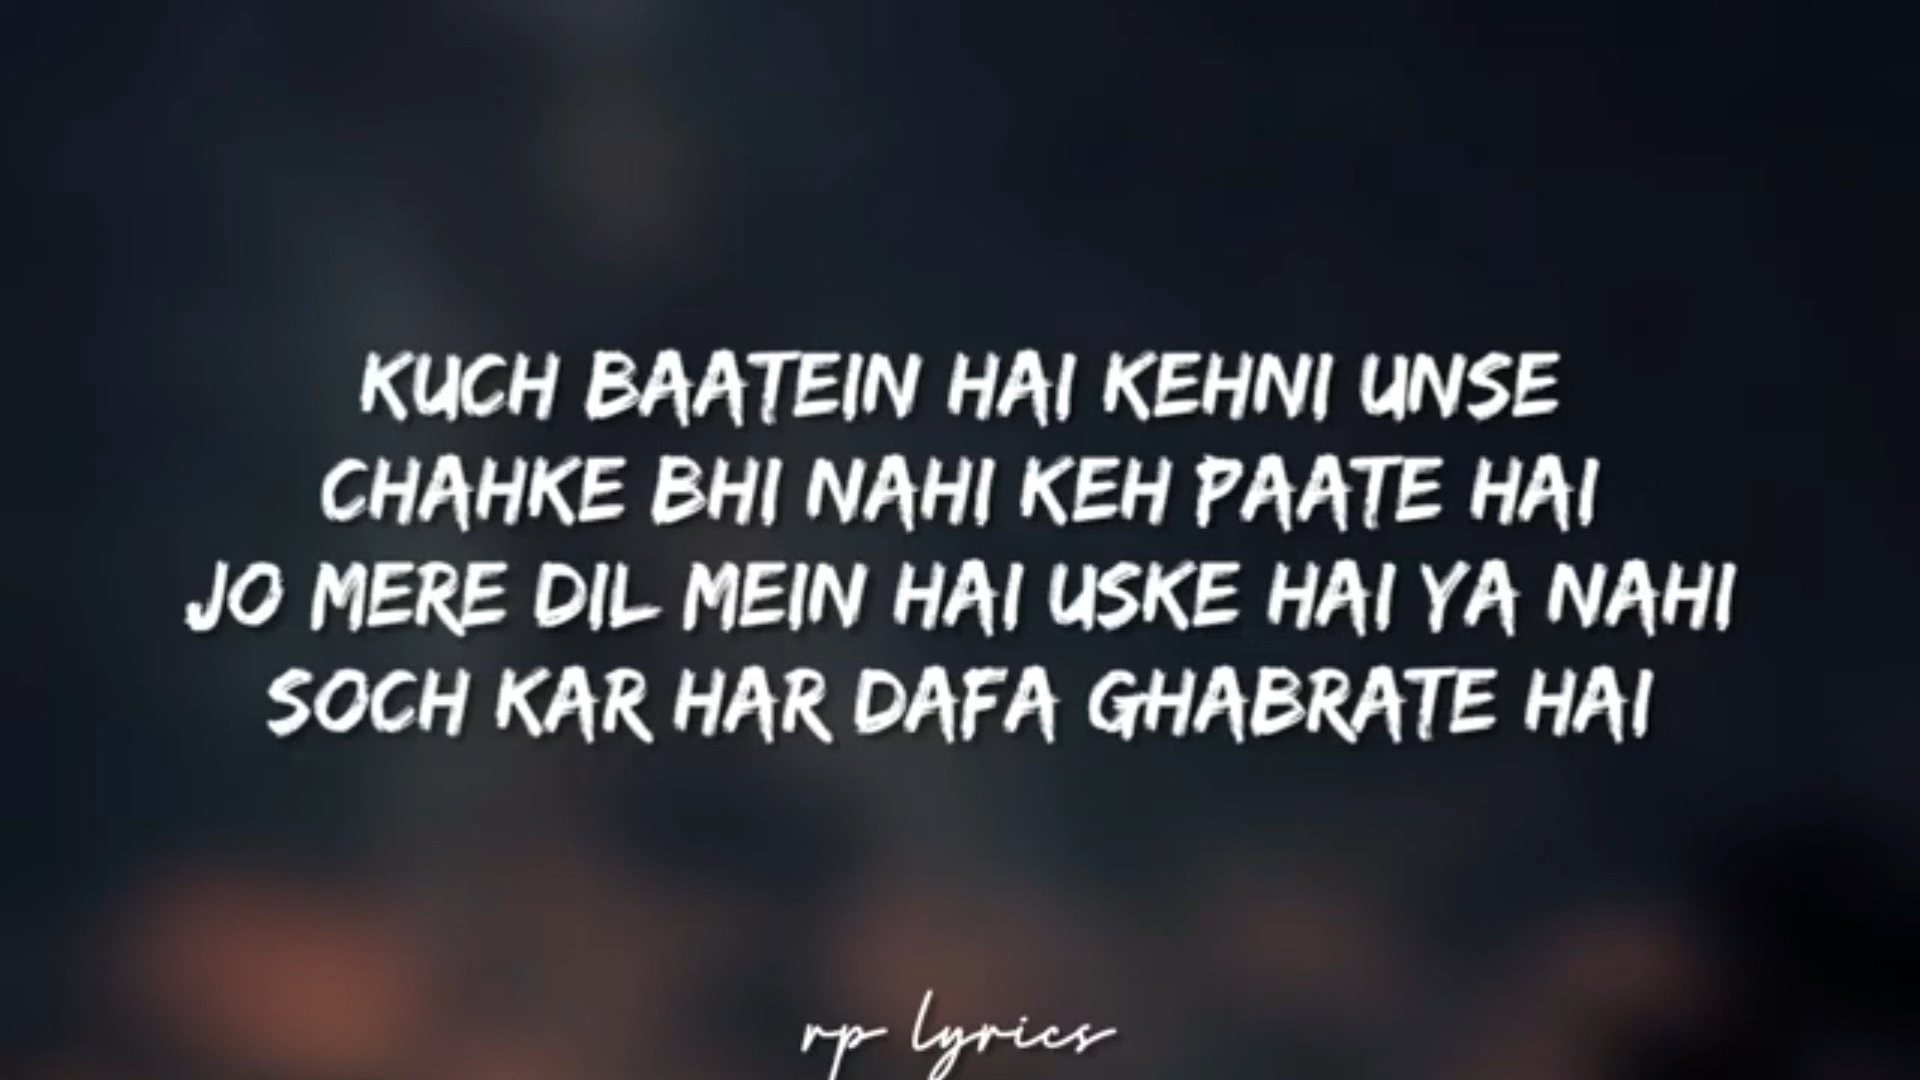 KUCH BAATEIN HAI KEHNI UNSE
CHAHKE BHI NAHI KEH PAATE HAI
JO MERE DIL MEIN HAI USKE HAI YA NAHI
SOCH KAR HAR DAFA GHABRATE HAI
rp lyrics